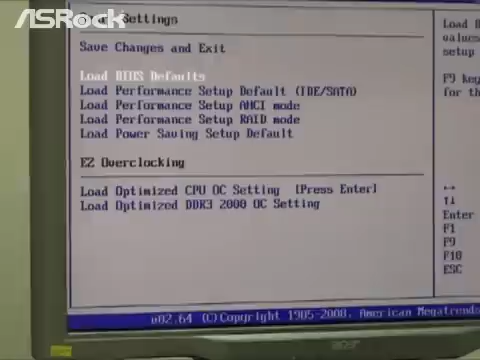 ASRock
Settings
Save Changes and Exit
Load BIOS Defaults
Load Performance Setup Default (IDE/SATA)
Load Performance Setup AHCI mode
Load Performance Setup RAID mode
Load Power Saving Setup Default
EZ Overclocking
Load Optimized CPU OC Setting [Press Enter]
Load Optimized DDR3 2000 OC Setting
Load
values
setup
F9 key
for th
Enter
F1
F9
F10
ESC
v02.64 (C)Copyright 1985-2008, American Megatrends
acer